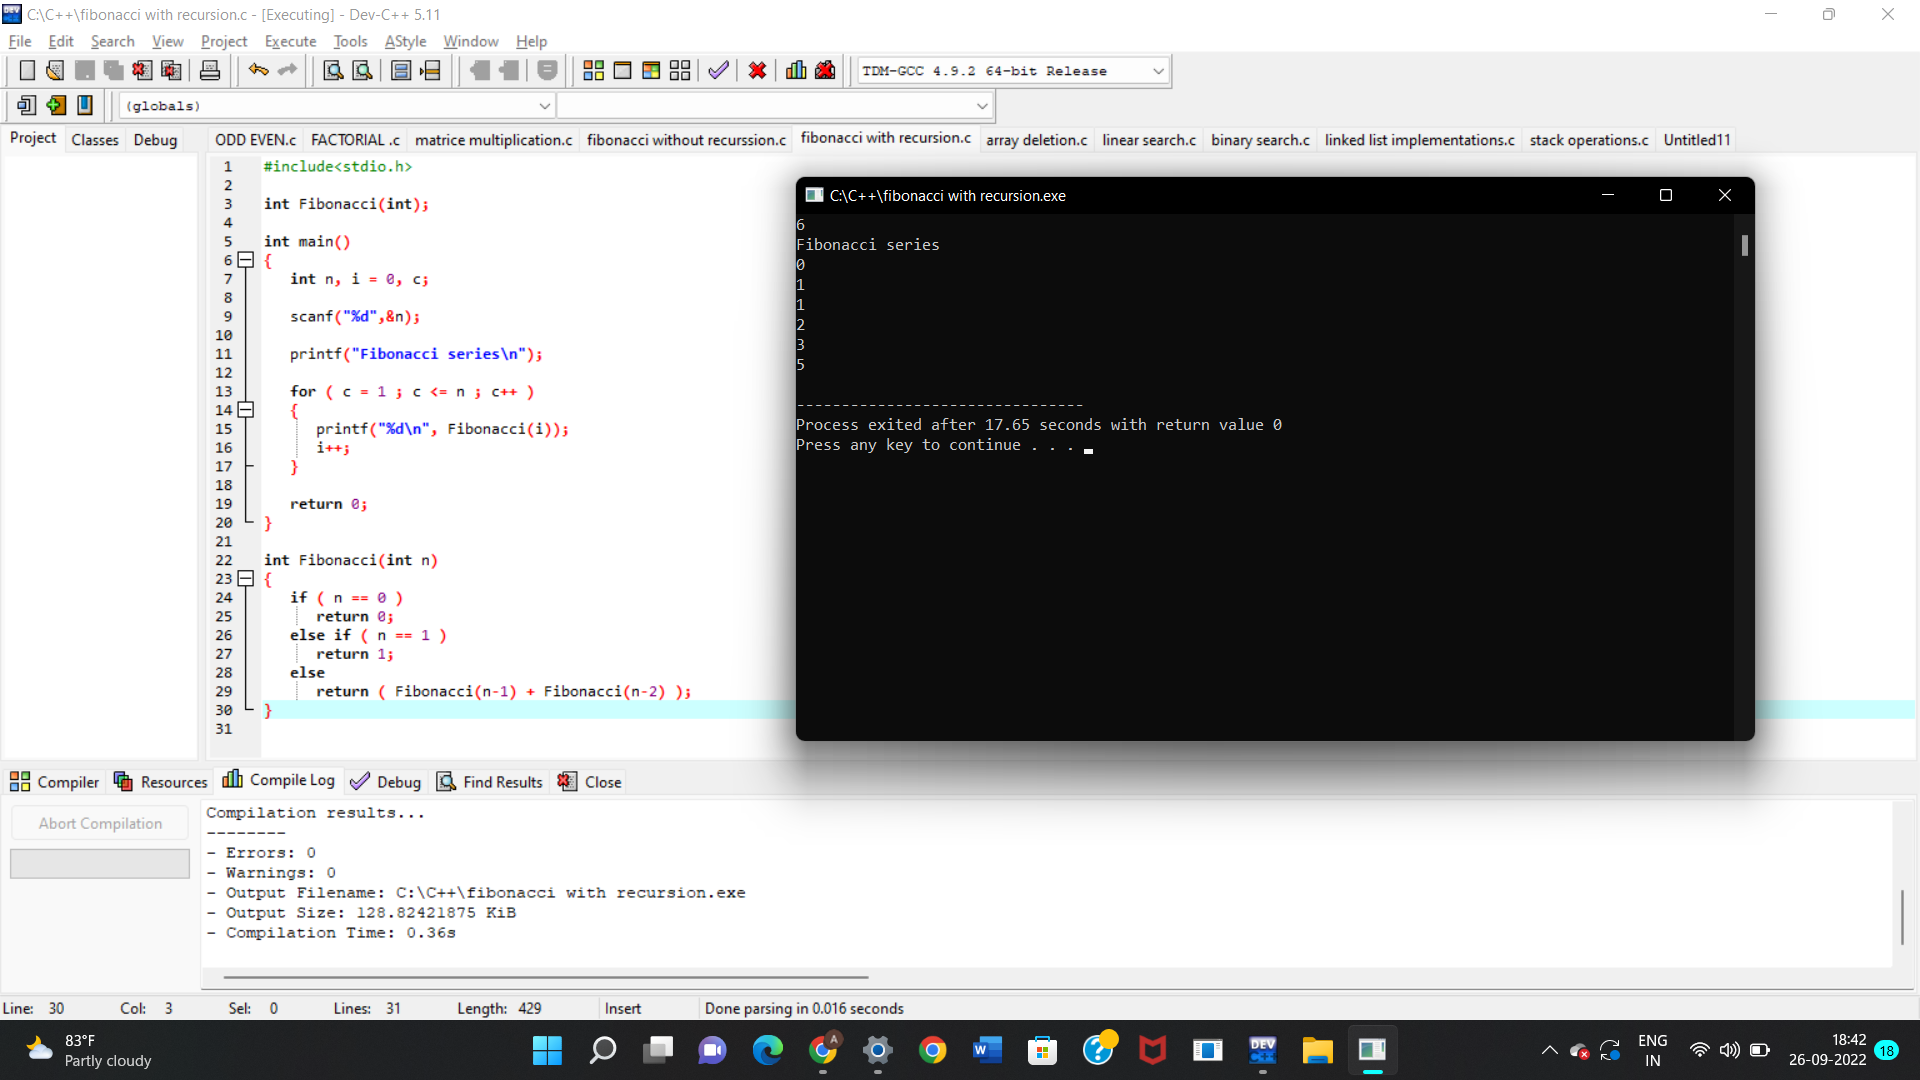 C:\C++\fibonacci with recursion.c - [Executing] - Dev-C++ 5.11
File Edit Search View Project Execute Tools AStyle Window Help
TDM-GCC 4.9.2 64-bit Release
(globals)
Project Classes Debug
ODD EVEN.c FACTORIAL .c matrice multiplication.c fibonacci without recurssion.c fibonacci with recursion.c array deletion.c linear search.c binary search.c linked list implementations.c stack operations.c Untitled11
1 #include<stdio.h>
2
3 int Fibonacci(int);
4
5 int main()
6 {
7 int n, i = 0, c;
8
9 scanf("%d",&n);
10
11 printf("Fibonacci series\n");
12
13 for ( c = 1 ; c <= n ; c++ )
14 {
15 printf("%d\n", Fibonacci(i));
16 i++;
17 }
18
19 return 0;
20 }
21
22 int Fibonacci(int n)
23 {
24 if ( n == 0 )
25 return 0;
26 else if ( n == 1 )
27 return 1;
28 else
29 return ( Fibonacci(n-1) + Fibonacci(n-2) );
30 }
31
C:\C++\fibonacci with recursion.exe
6
Fibonacci series
0
1
1
2
3
5
--------------------------------
Process exited after 17.65 seconds with return value 0
Press any key to continue . . .
Compiler Resources Compile Log Debug Find Results Close
Abort Compilation
Compilation results...
--------
- Errors: 0
- Warnings: 0
- Output Filename: C:\C++\fibonacci with recursion.exe
- Output Size: 128.82421875 KiB
- Compilation Time: 0.36s
Line: 30 Col: 3 Sel: 0 Lines: 31 Length: 429 Insert Done parsing in 0.016 seconds
83°F
Partly cloudy
A
W
DEV
C++
ENG
IN
18:42
26-09-2022
18